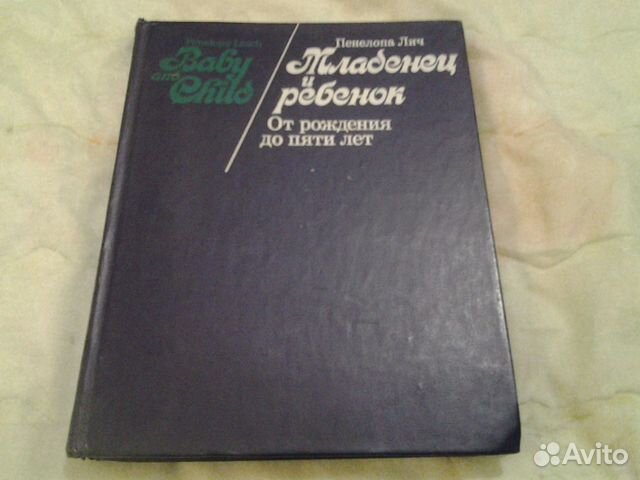 Penelope Leach
Baby
and
Child
Пенелопа Лич
Младенец
и
ребенок
От рождения
до пяти лет
Avito